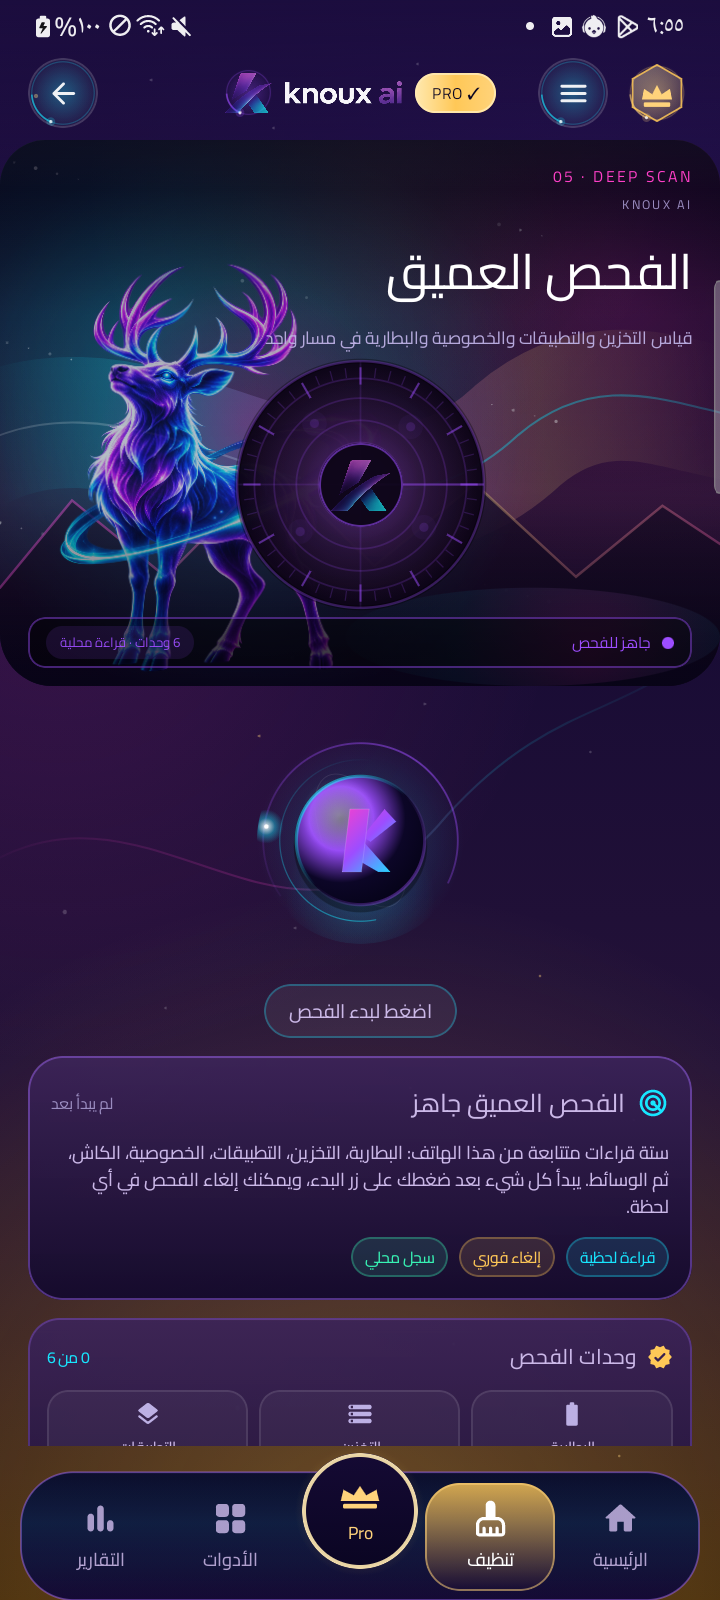 ٦:٥٥
%١٠٠
knoux ai
PRO ✓
05 · DEEP SCAN
KNOUX AI
الفحص العميق
قياس التخزين والتطبيقات والخصوصية والبطارية في مسار واحد
جاهز للفحص
6 وحدات · قراءة محلية
اضغط لبدء الفحص
الفحص العميق جاهز
لم يبدأ بعد
ستة قراءات متتابعة من هذا الهاتف: البطارية، التخزين، التطبيقات، الخصوصية، الكاش،
ثم الوسائط. يبدأ كل شيء بعد ضغطك على زر البدء، ويمكنك إلغاء الفحص في أي
لحظة.
قراءة لحظية
إلغاء فوري
سجل محلي
وحدات الفحص
0 من 6
الرئيسية
تنظيف
Pro
الأدوات
التقارير